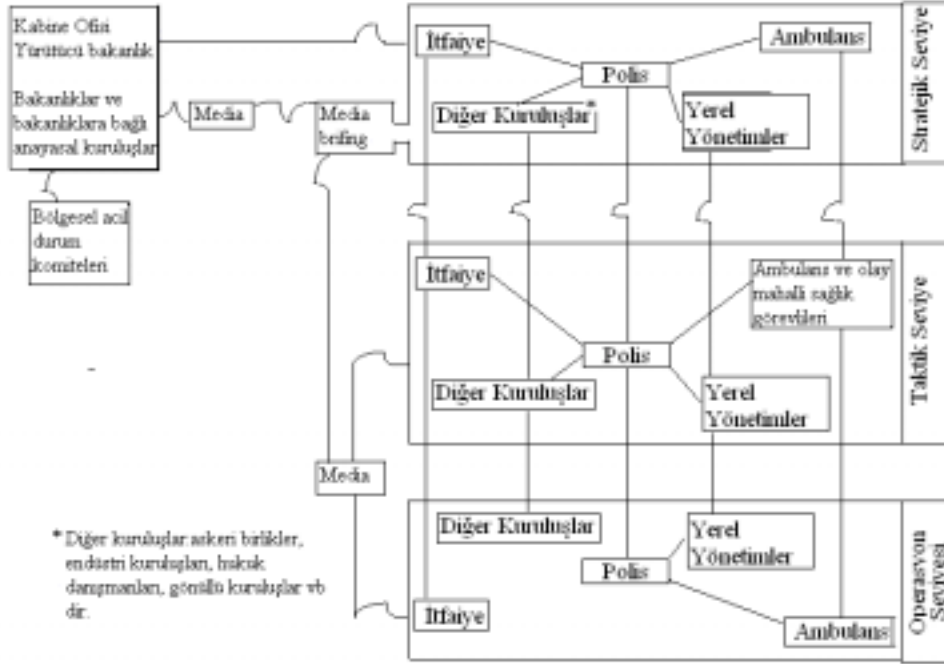 Kabine Ofisi
Yürütücü bakanlık
Bakanlıklar ve
bakanlıklara bağlı
anayasal kuruluşlar
Bölgesel acil
durum
komiteleri
Media
Media
brifing
İtfaiye
Ambulans
Polis
Diğer Kuruluşlar*
Yerel
Yönetimler
Stratejik Seviye
İtfaiye
Ambulans ve olay
mahalli sağlık
görevlileri
Polis
Diğer Kuruluşlar
Yerel
Yönetimler
Taktik Seviye
Media
Diğer Kuruluşlar
Yerel
Yönetimler
Polis
İtfaiye
Ambulans
Operasyon
Seviyesi
* Diğer kuruluşlar askeri birlikler,
endüstri kuruluşları, hukuk
danışmanları, gönüllü kuruluşlar vb
dir.